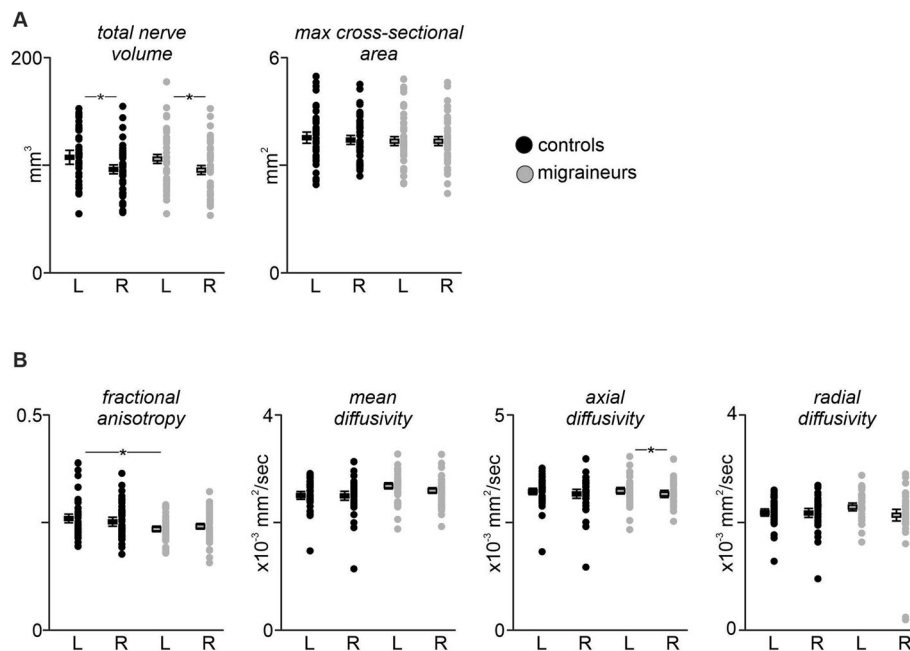 A
total nerve
volume
max cross-sectional
area
200
mm³
0
* *
L R L R
6
mm²
0
L R L R
controls
migraineurs
B
fractional
anisotropy
mean
diffusivity
axial
diffusivity
radial
diffusivity
0.5
0
*
L R L R
4
x10⁻³ mm²/sec
0
L R L R
5
x10⁻³ mm²/sec
0
*
L R L R
4
x10⁻³ mm²/sec
0
L R L R